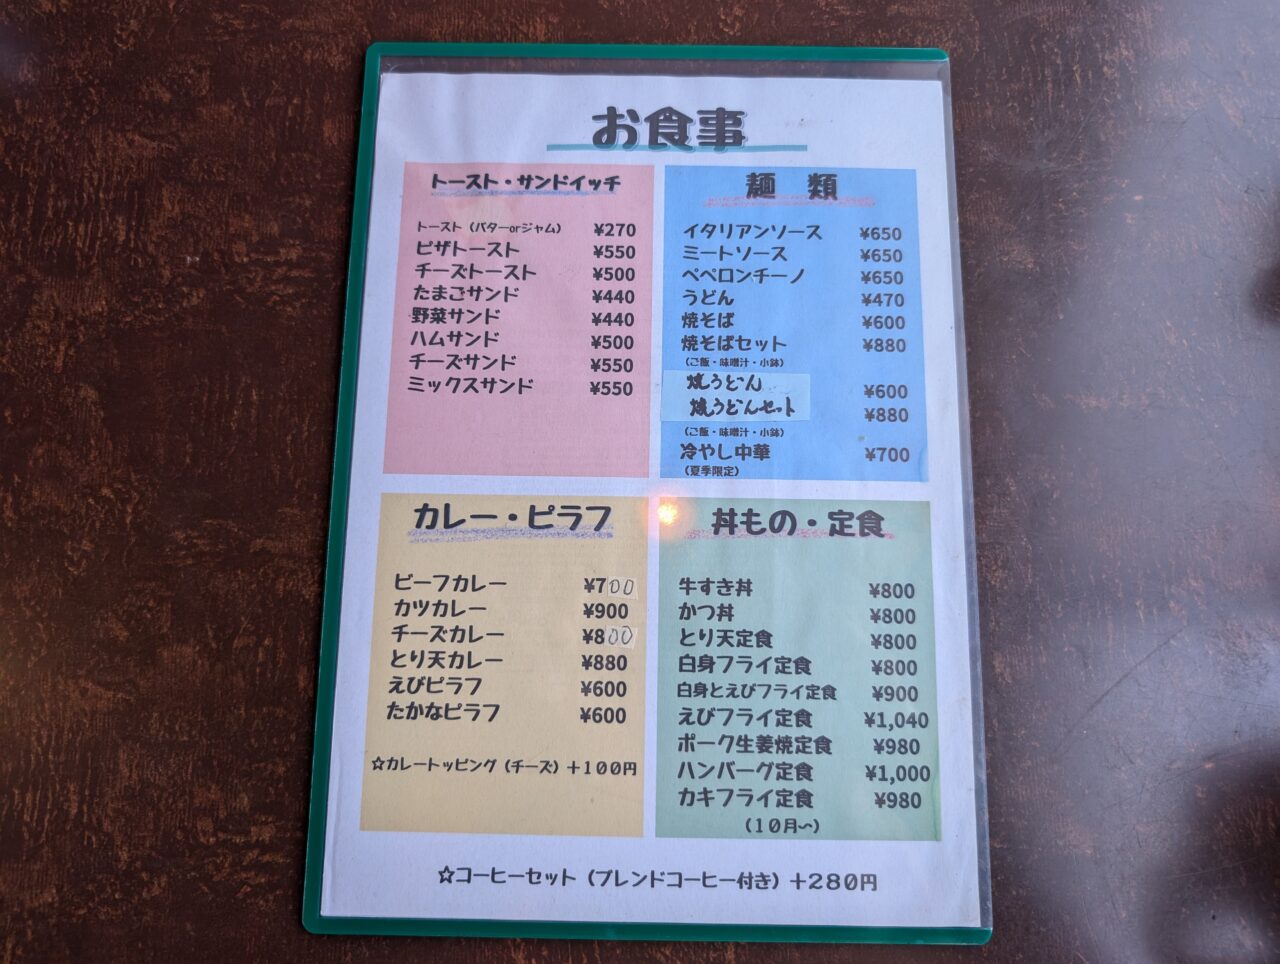 お食事
トースト・サンドイッチ
トースト（バターorジャム） ¥270
ピザトースト ¥550
チーズトースト ¥500
たまごサンド ¥440
野菜サンド ¥440
ハムサンド ¥500
チーズサンド ¥550
ミックスサンド ¥550
麺 類
イタリアンソース ¥650
ミートソース ¥650
ペペロンチーノ ¥650
うどん ¥470
焼そば ¥600
焼そばセット ¥880
（ご飯・味噌汁・小鉢）
焼うどん ¥600
焼うどんセット ¥880
（ご飯・味噌汁・小鉢）
冷やし中華 ¥700
（夏季限定）
カレー・ピラフ
ビーフカレー ¥700
カツカレー ¥900
チーズカレー ¥800
とり天カレー ¥880
えびピラフ ¥600
たかなピラフ ¥600
☆カレートッピング（チーズ）＋100円
丼もの・定食
牛すき丼 ¥800
かつ丼 ¥800
とり天定食 ¥800
白身フライ定食 ¥800
白身とえびフライ定食 ¥900
えびフライ定食 ¥1,040
ポーク生姜焼定食 ¥980
ハンバーグ定食 ¥1,000
カキフライ定食 ¥980
（10月〜）
☆コーヒーセット（ブレンドコーヒー付き）＋280円